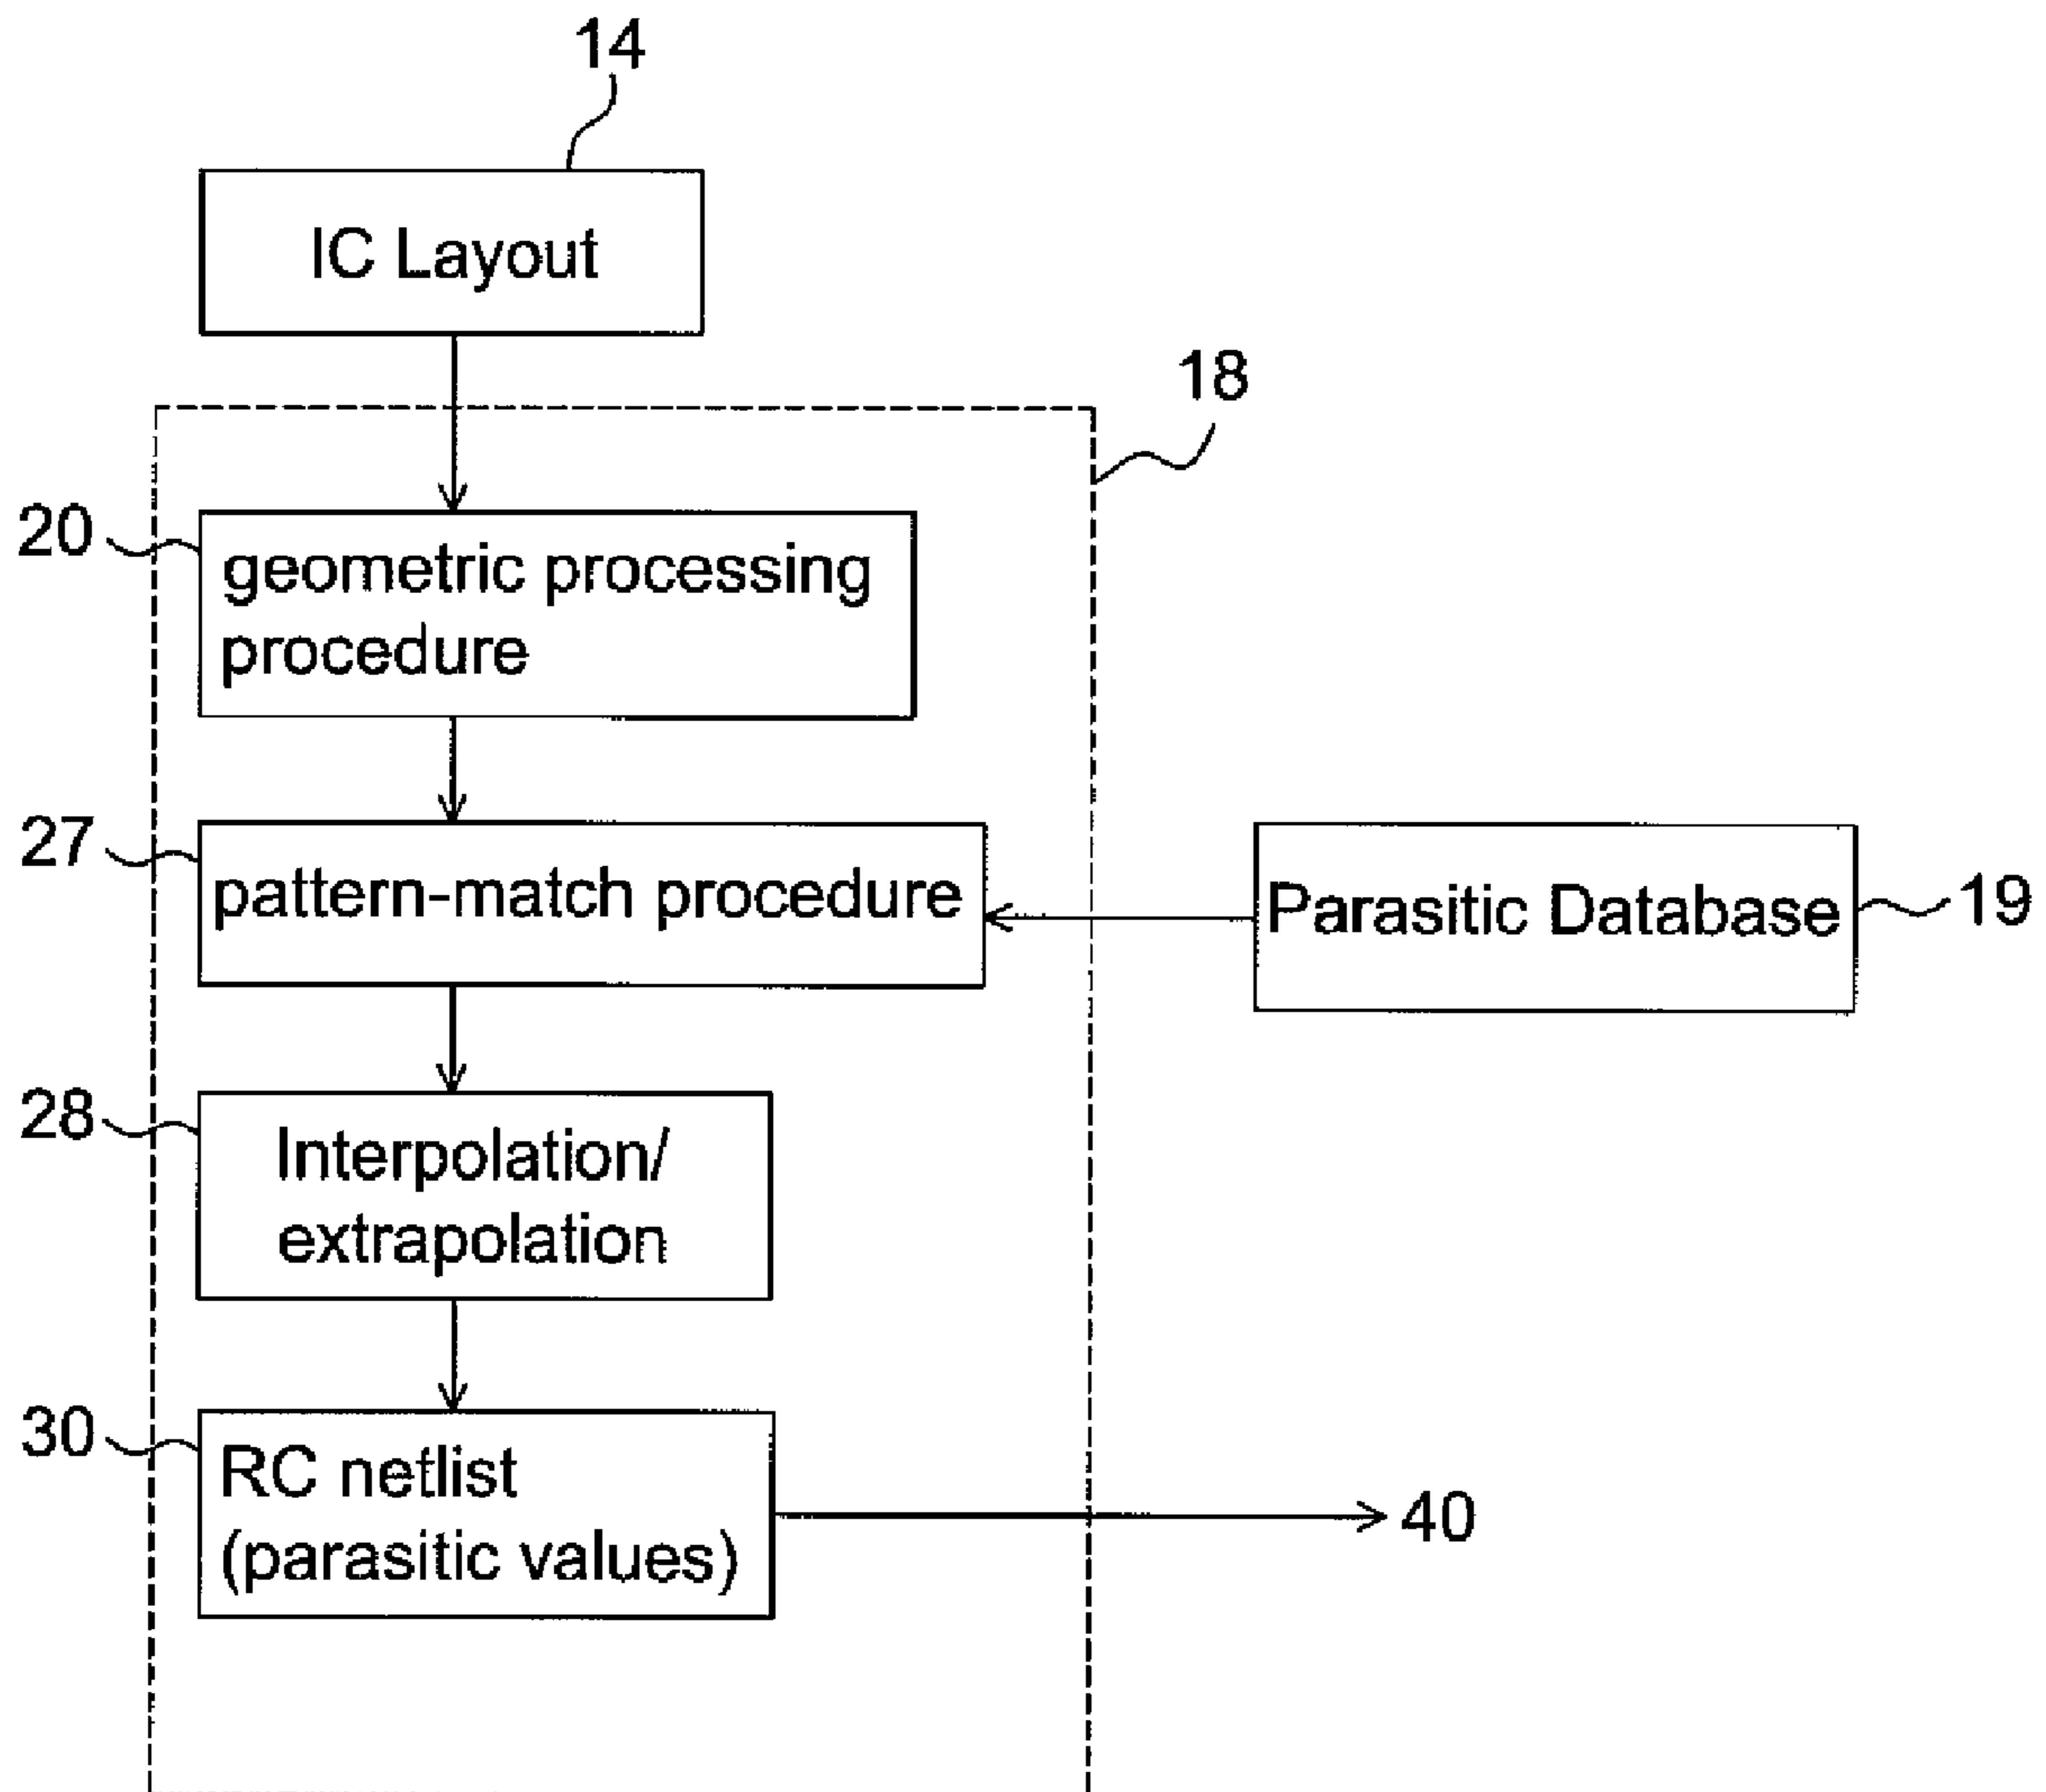 14
IC Layout
18
20
geometric processing
procedure
27
pattern-match procedure
Parasitic Database
19
28
Interpolation/
extrapolation
30
RC netlist
(parasitic values)
40